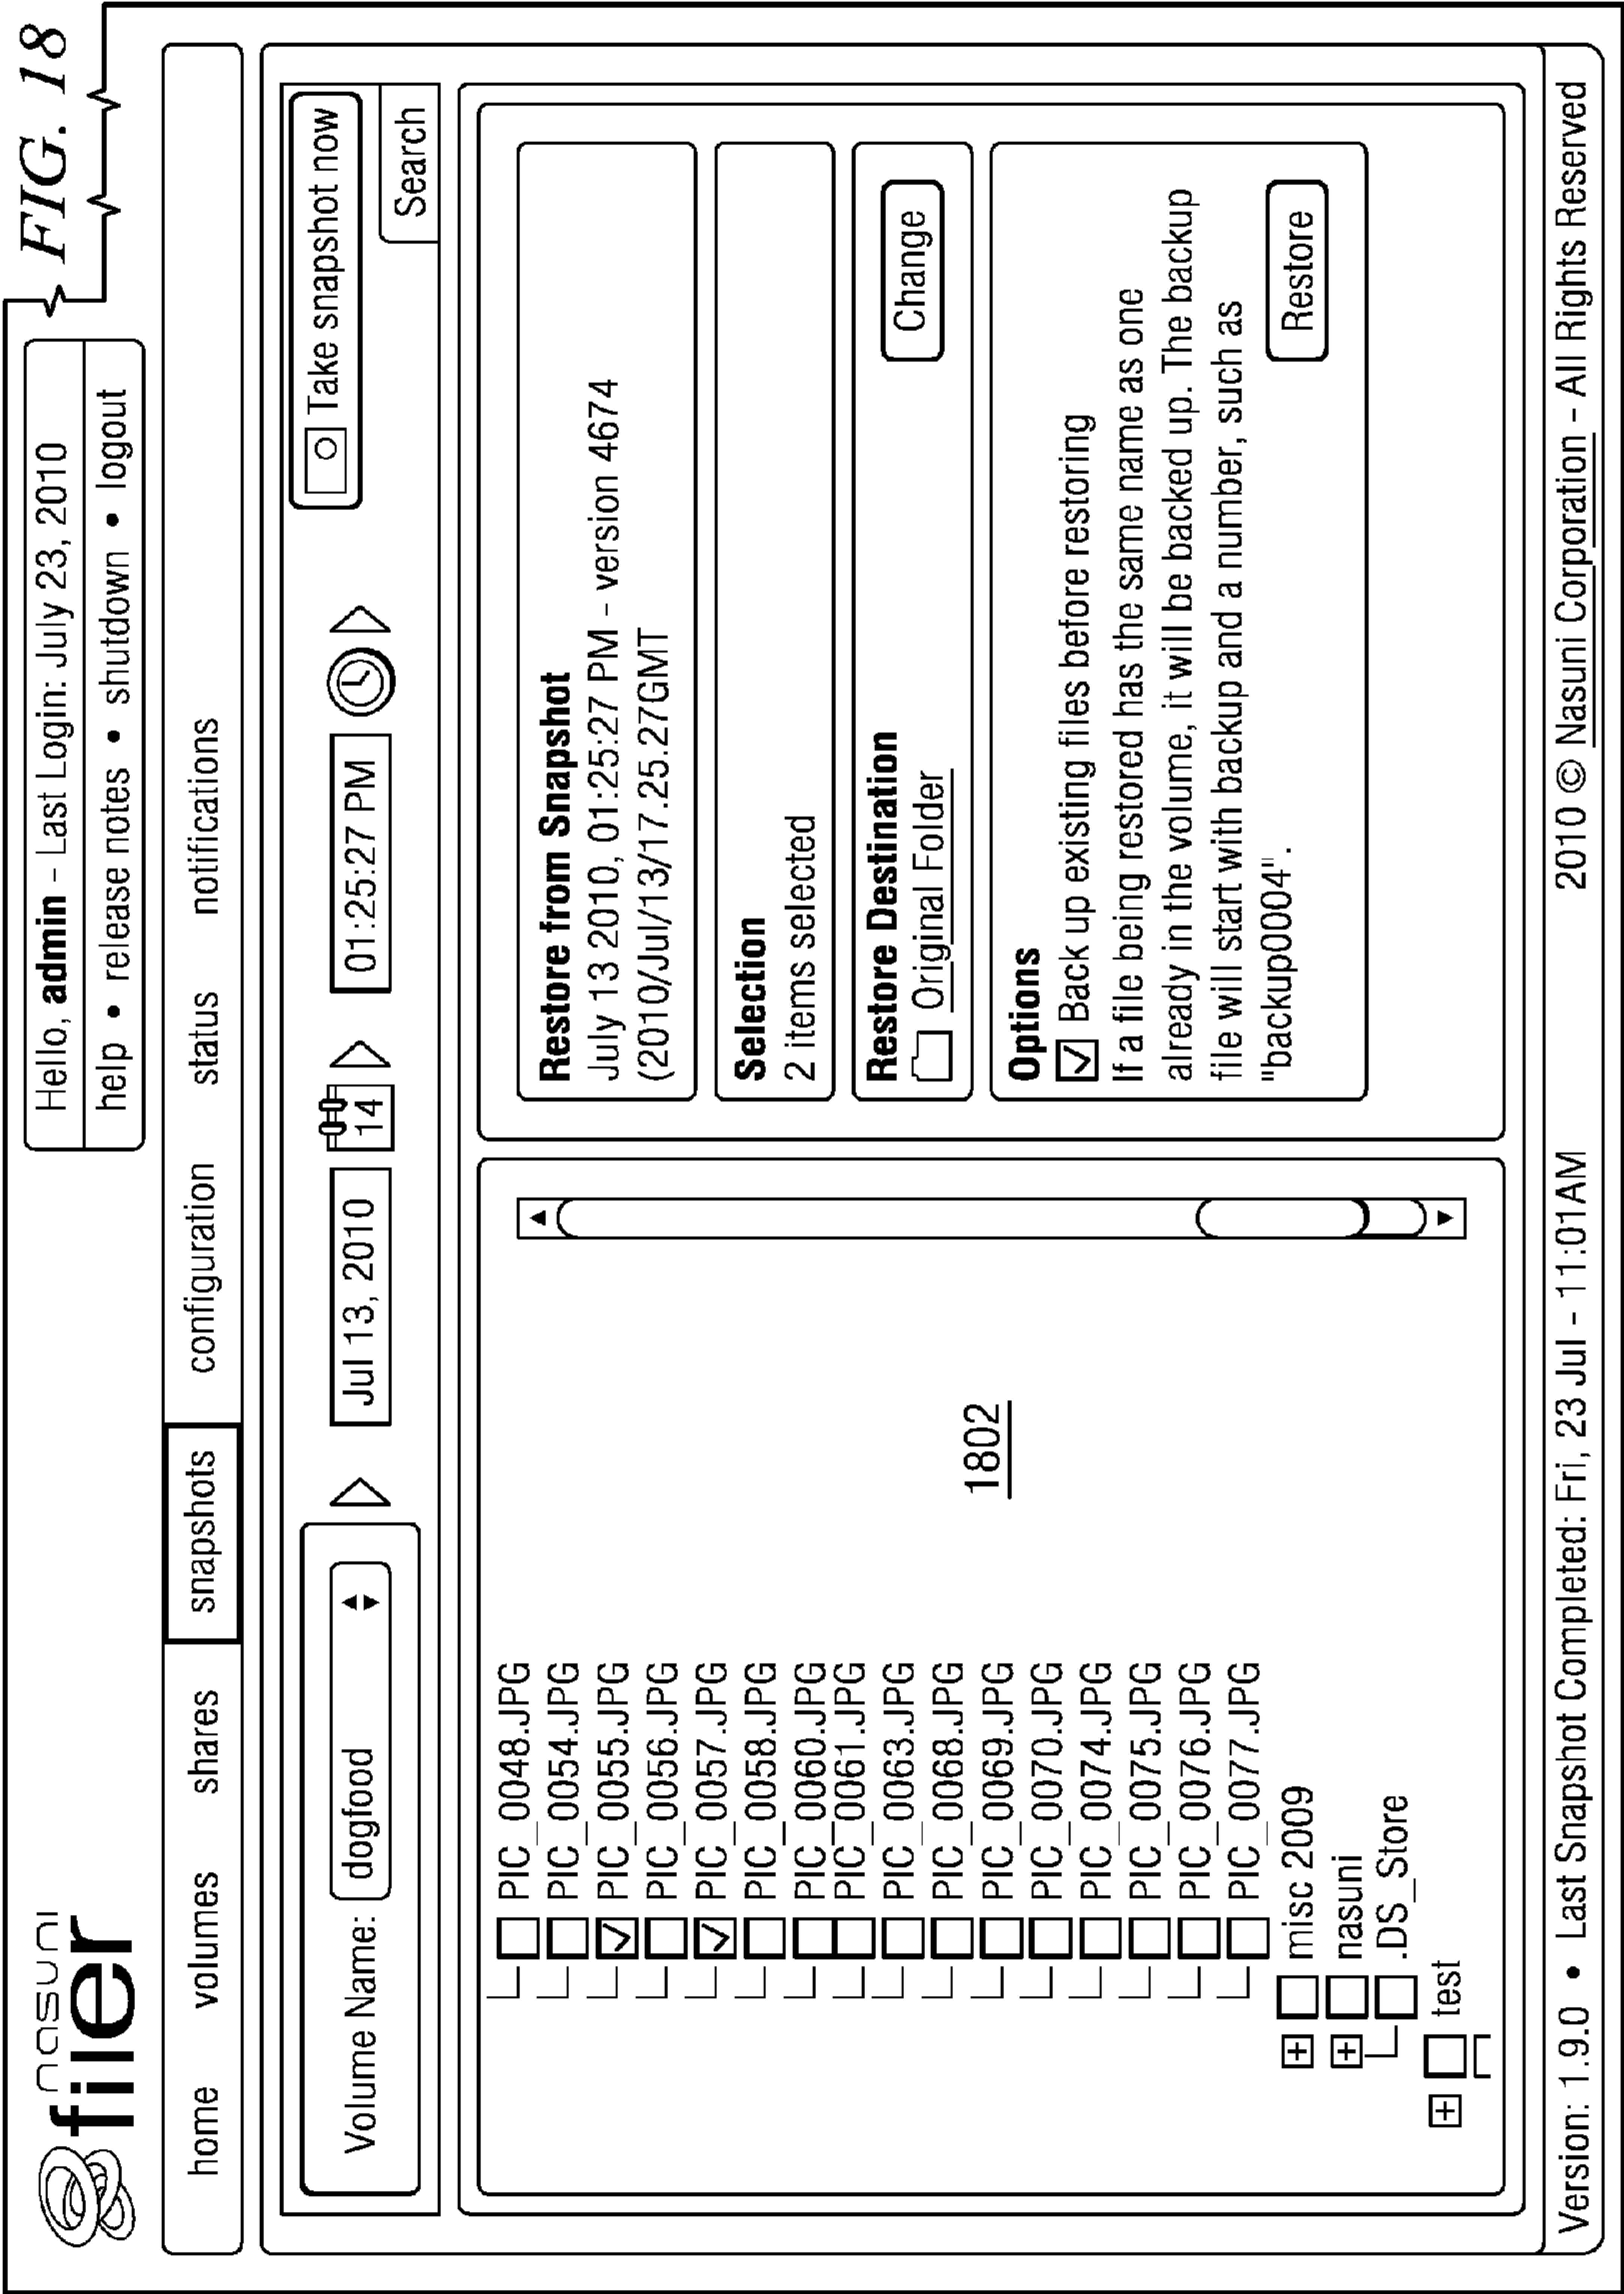 FIG. 18
nasuni
filer
Hello, admin - Last Login: July 23, 2010
help • release notes • shutdown • logout
home volumes shares snapshots configuration status notifications
Volume Name: dogfood
Jul 13, 2010
14
01:25:27 PM
Take snapshot now
Search
PIC_0048.JPG
PIC_0054.JPG
PIC_0055.JPG
PIC_0056.JPG
PIC_0057.JPG
PIC_0058.JPG
PIC_0060.JPG
PIC_0061.JPG
PIC_0063.JPG
PIC_0068.JPG
PIC_0069.JPG
PIC_0070.JPG
PIC_0074.JPG
PIC_0075.JPG
PIC_0076.JPG
PIC_0077.JPG
misc 2009
nasuni
.DS_Store
test
1802
Restore from Snapshot
July 13 2010, 01:25:27 PM - version 4674
(2010/Jul/13/17.25.27GMT
Selection
2 items selected
Restore Destination
Original Folder
Change
Options
Back up existing files before restoring
If a file being restored has the same name as one
already in the volume, it will be backed up. The backup
file will start with backup and a number, such as
"backup0004".
Restore
Version: 1.9.0 • Last Snapshot Completed: Fri, 23 Jul - 11:01AM
2010 © Nasuni Corporation - All Rights Reserved